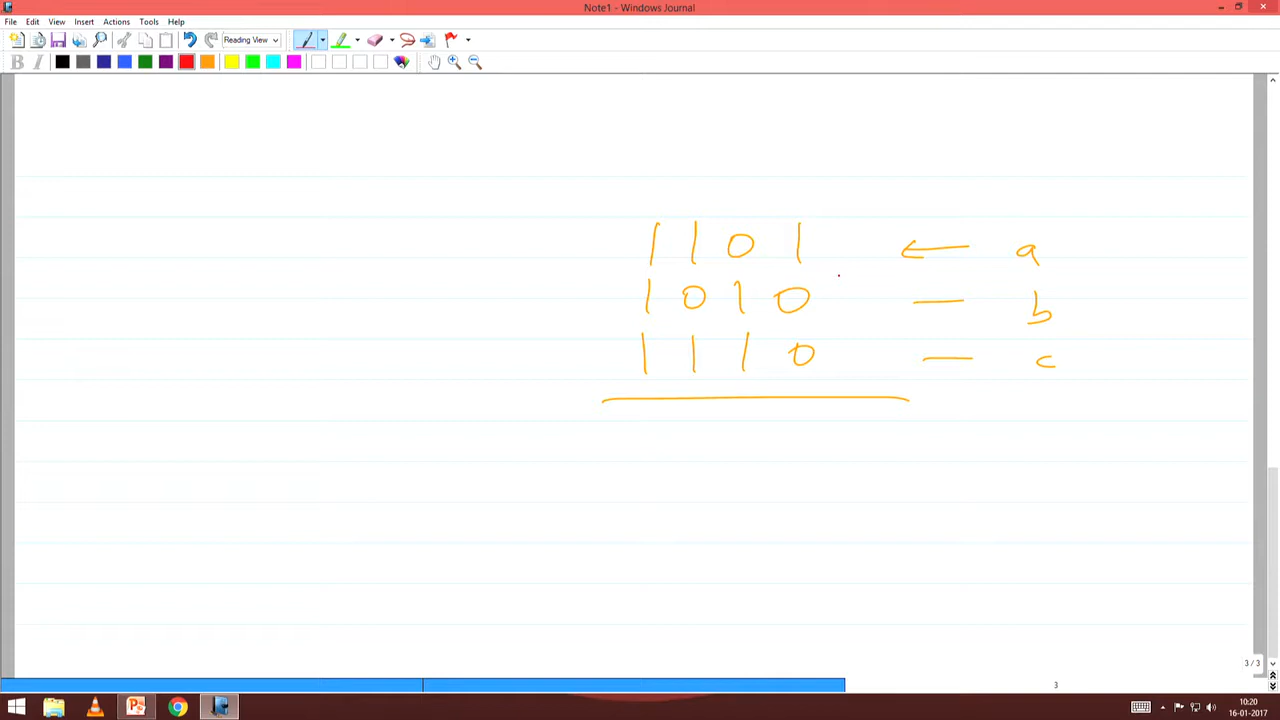 Note1 - Windows Journal
File Edit View Insert Actions Tools Help
Reading View
B I
1 1 0 1 ← a
1 0 1 0 — b
1 1 1 0 — c
3 / 3
3
10:20
16-01-2017